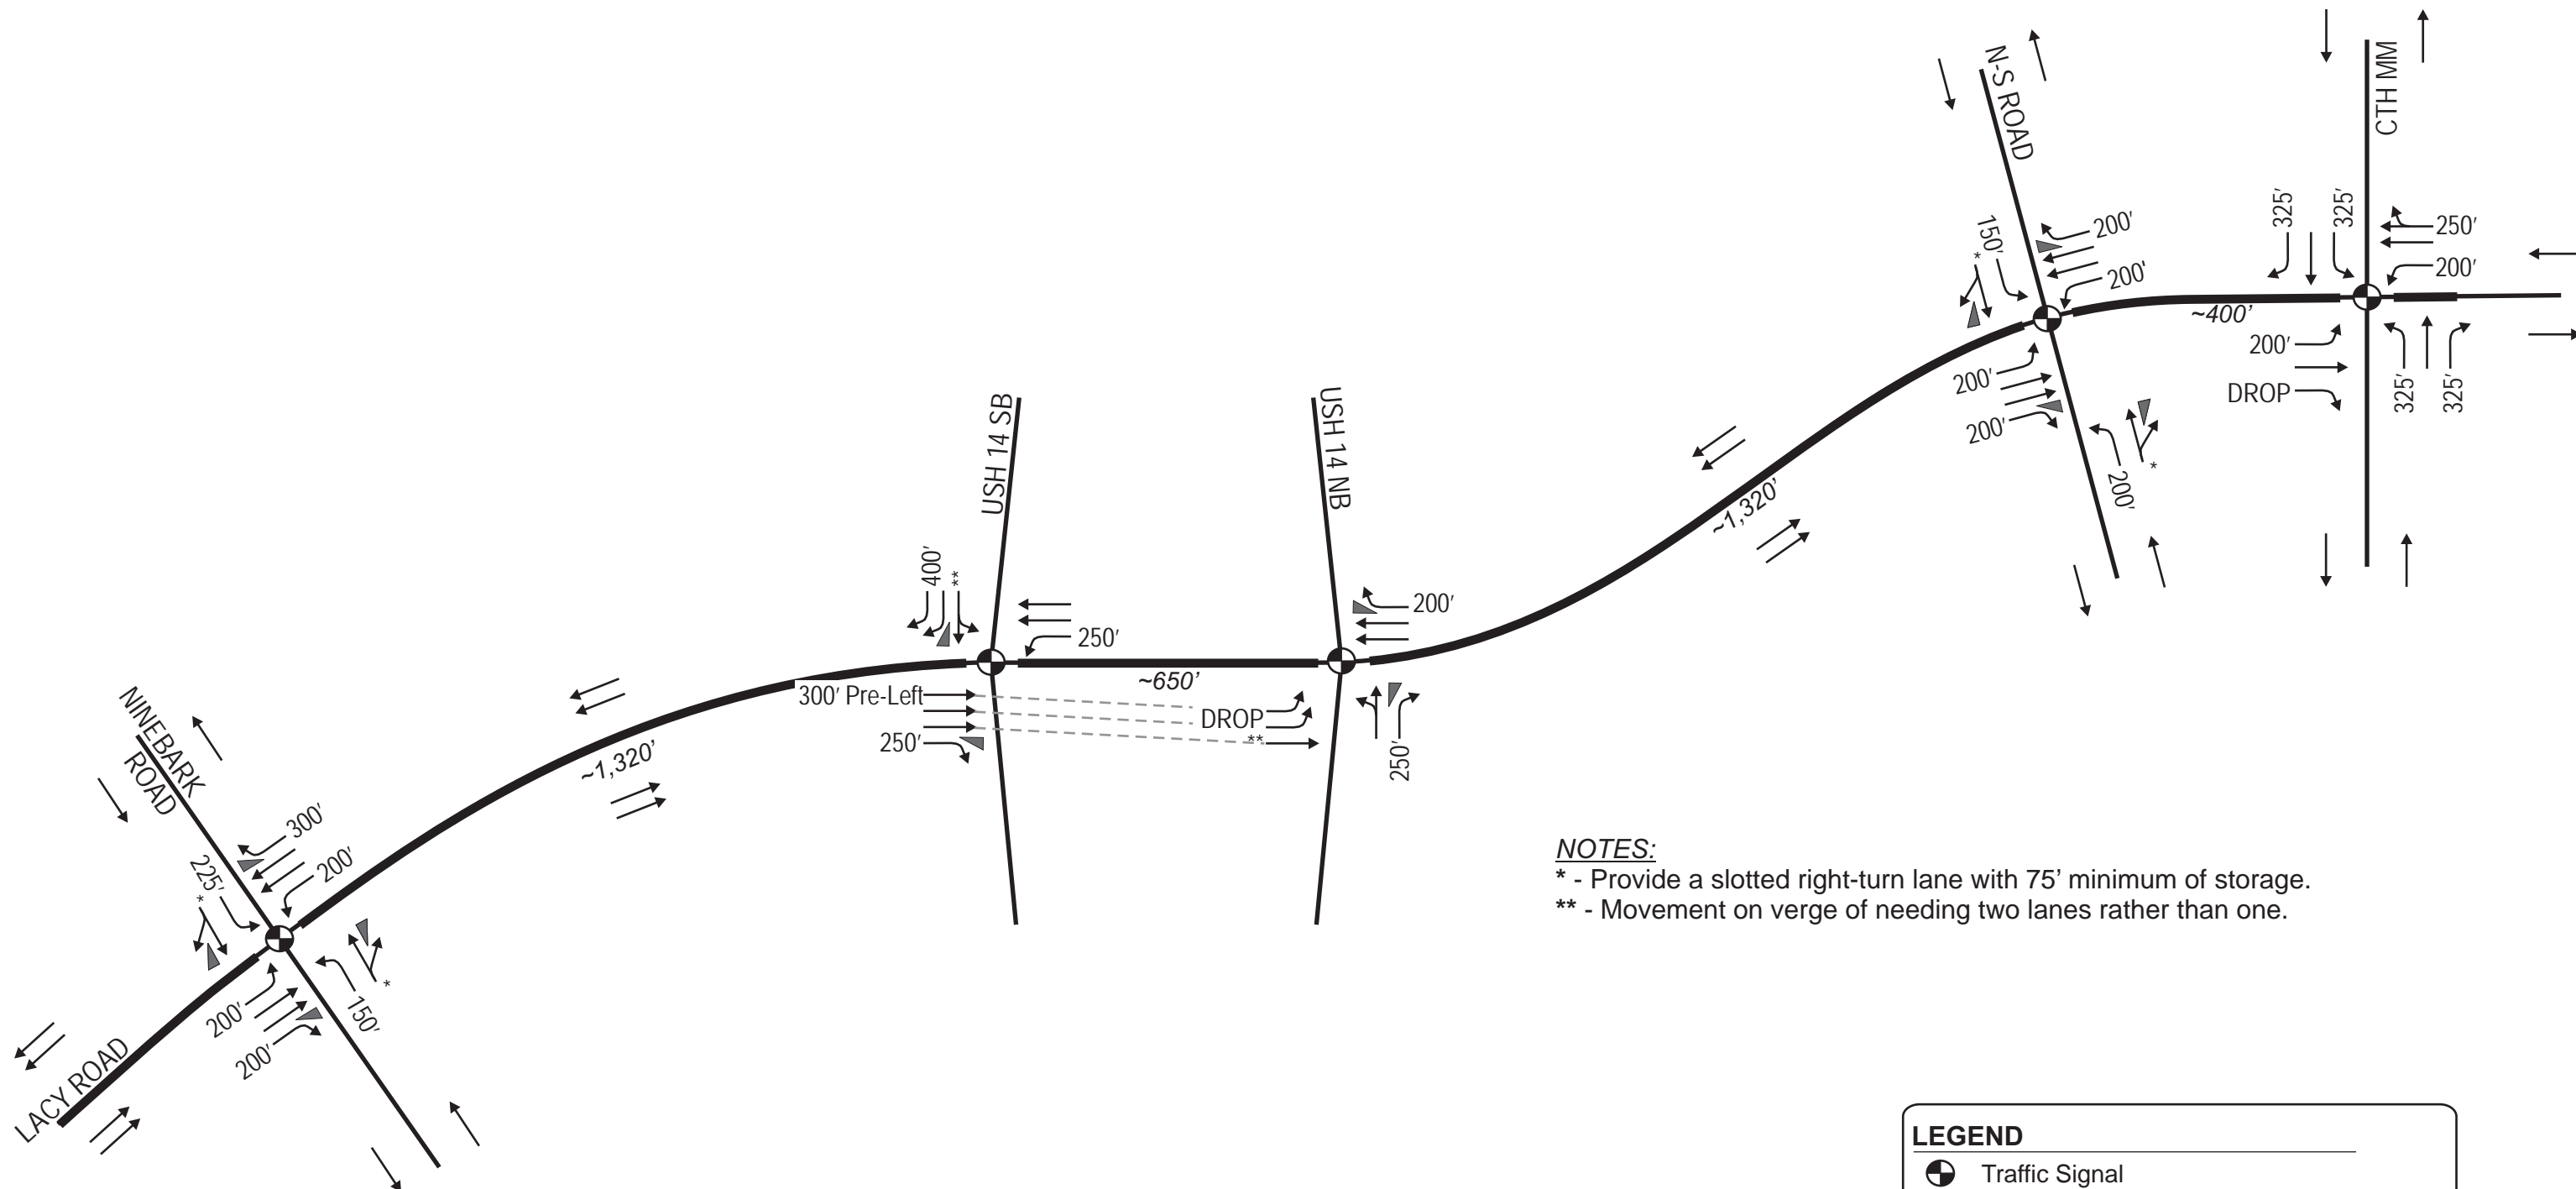 N-S ROAD
CTH MM
150'
*
200'
200'
325'
325'
250'
200'
~400'
200'
DROP
325'
325'
200'
200'
200'
*
~1,320'
USH 14 SB
USH 14 NB
400'
**
250'
200'
300' Pre-Left
~650'
DROP
**
250'
250'
~1,320'
NINEBARK
ROAD
300'
200'
225'
*
*
150'
200'
200'
LACY ROAD
NOTES:
* - Provide a slotted right-turn lane with 75’ minimum of storage.
** - Movement on verge of needing two lanes rather than one.
LEGEND
Traffic Signal